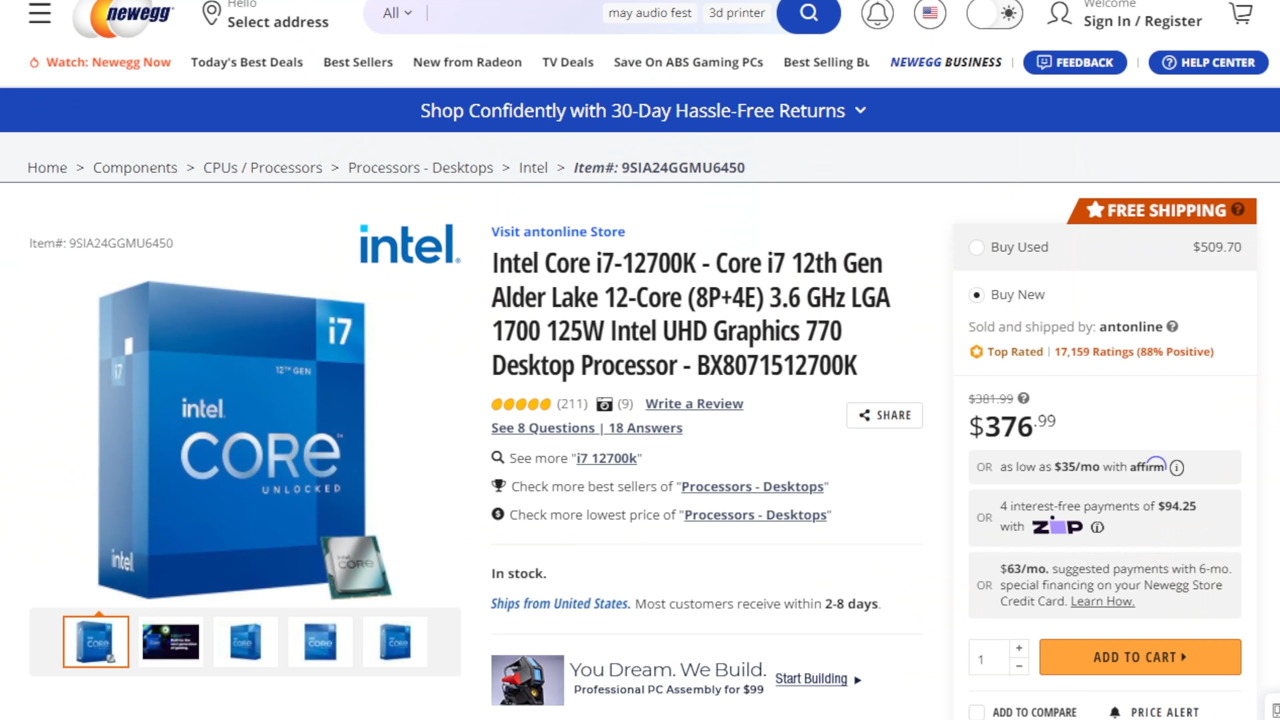 newegg
Hello
Select address
All
may audio fest
3d printer
Welcome
Sign In / Register
Watch: Newegg Now
Today's Best Deals
Best Sellers
New from Radeon
TV Deals
Save On ABS Gaming PCs
Best Selling Bu
NEWEGG BUSINESS
FEEDBACK
HELP CENTER
Shop Confidently with 30-Day Hassle-Free Returns
Home > Components > CPUs / Processors > Processors - Desktops > Intel > Item#: 9SIA24GGMU6450
Item#: 9SIA24GGMU6450
intel.
i7
i7
12TH GEN
intel.
CORE™
UNLOCKED
intel
intel
CORE
Visit antonline Store
Intel Core i7-12700K - Core i7 12th Gen
Alder Lake 12-Core (8P+4E) 3.6 GHz LGA
1700 125W Intel UHD Graphics 770
Desktop Processor - BX8071512700K
(211) (9) Write a Review
SHARE
See 8 Questions | 18 Answers
See more "i7 12700k"
Check more best sellers of "Processors - Desktops"
Check more lowest price of "Processors - Desktops"
In stock.
Ships from United States. Most customers receive within 2-8 days.
You Dream. We Build.
Professional PC Assembly for $99
Start Building
FREE SHIPPING ?
Buy Used $509.70
Buy New
Sold and shipped by: antonline
Top Rated | 17,159 Ratings (88% Positive)
$381.99
$376.99
OR as low as $35/mo with affirm
OR 4 interest-free payments of $94.25
with ZIP
$63/mo. suggested payments with 6-mo.
OR special financing on your Newegg Store
Credit Card. Learn How.
1 + −
ADD TO CART
ADD TO COMPARE
PRICE ALERT